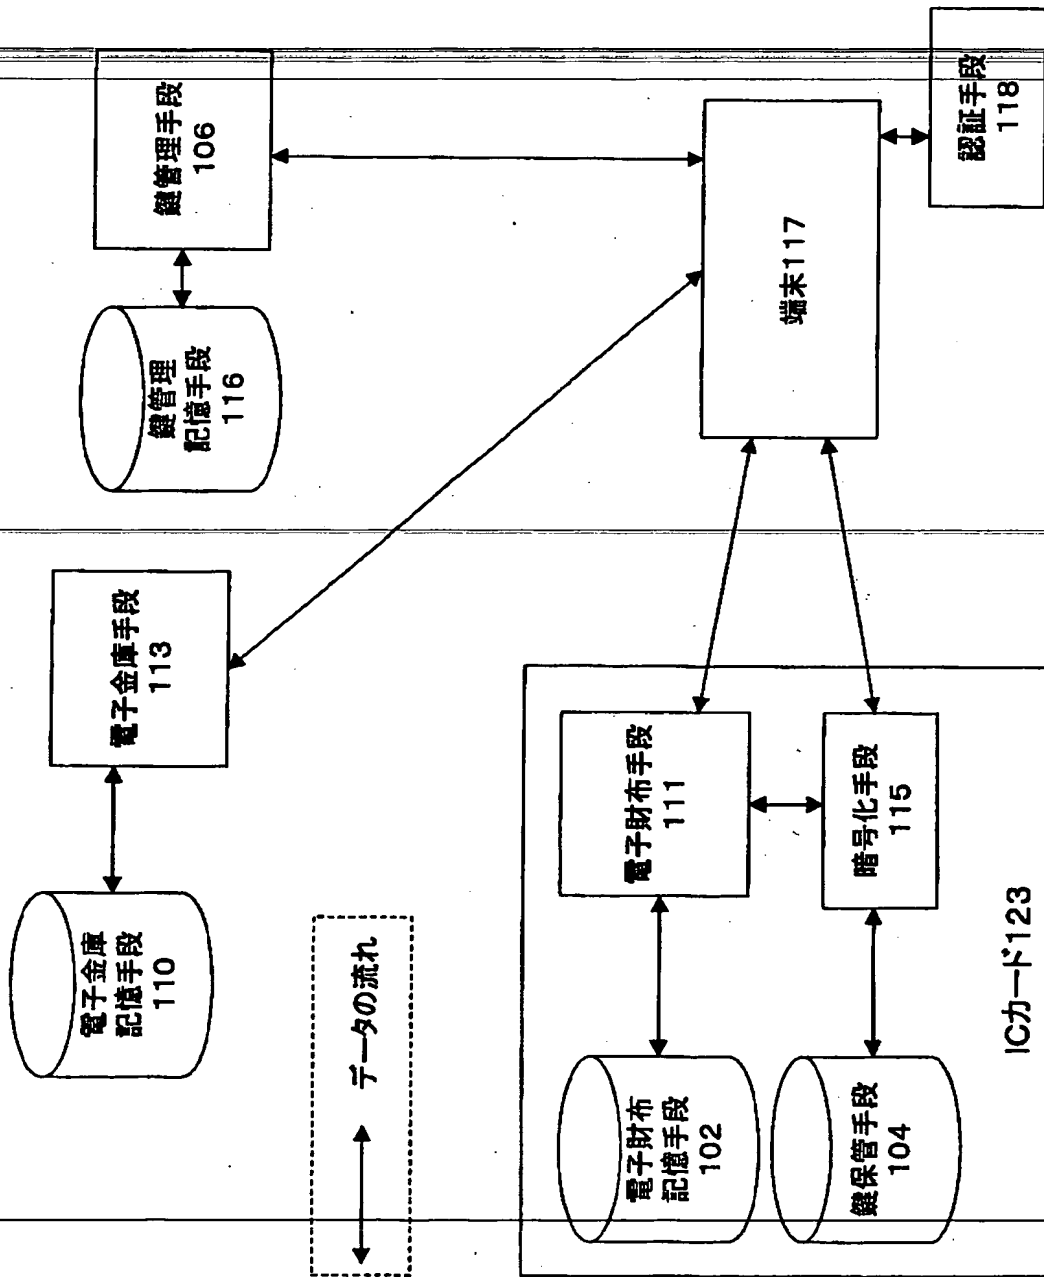 電子金庫
記憶手段
110
電子金庫手段
113
鍵管理
記憶手段
116
鍵管理手段
106
データの流れ
電子財布
記憶手段
102
電子財布手段
111
端末117
鍵保管手段
104
暗号化手段
115
認証手段
118
ICカード123